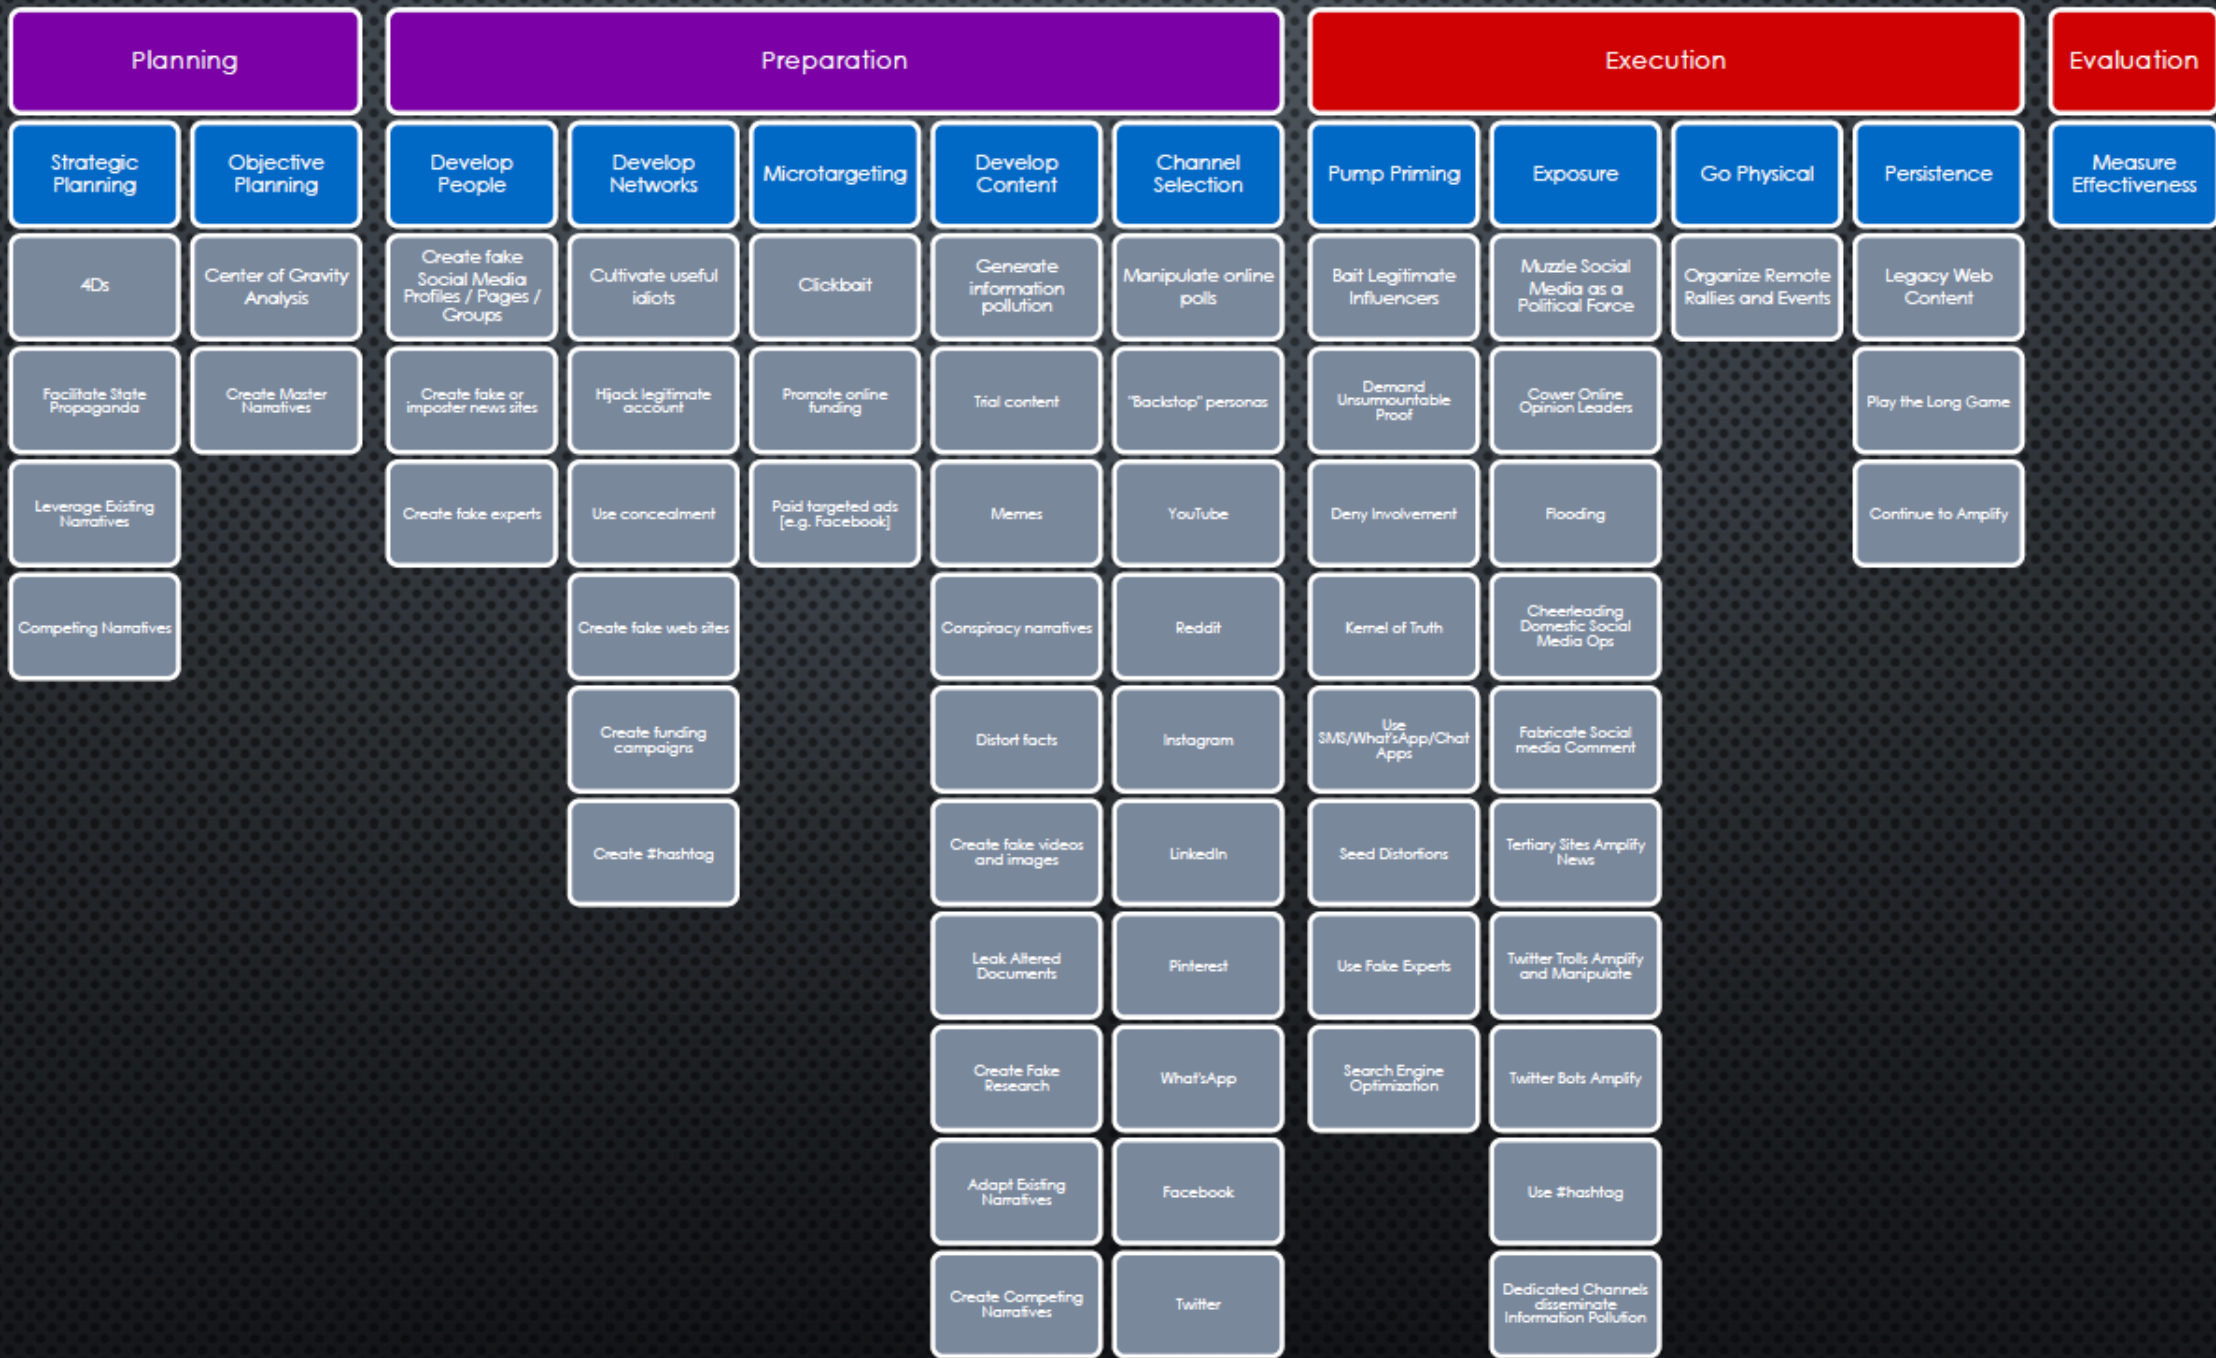 Planning
Preparation
Execution
Evaluation
Strategic
Planning
Objective
Planning
Develop
People
Develop
Networks
Microtargeting
Develop
Content
Channel
Selection
Pump Priming
Exposure
Go Physical
Persistence
Measure
Effectiveness
4Ds
Facilitate State
Propaganda
Leverage Existing
Narratives
Competing Narratives
Center of Gravity
Analysis
Create Master
Narratives
Create fake
Social Media
Profiles / Pages /
Groups
Create fake or
imposter news sites
Create fake experts
Cultivate useful
idiots
Hijack legitimate
account
Use concealment
Create fake web sites
Create funding
campaigns
Create #hashtag
Clickbait
Promote online
funding
Paid targeted ads
[e.g. Facebook]
Generate
information
pollution
Trial content
Memes
Conspiracy narratives
Distort facts
Create fake videos
and images
Leak Altered
Documents
Create Fake
Research
Adapt Existing
Narratives
Create Competing
Narratives
Manipulate online
polls
"Backstop" personas
YouTube
Reddit
Instagram
LinkedIn
Pinterest
What'sApp
Facebook
Twitter
Bait Legitimate
Influencers
Demand
Unsurmountable
Proof
Deny Involvement
Kernel of Truth
Use
SMS/What'sApp/Chat
Apps
Seed Distortions
Use Fake Experts
Search Engine
Optimization
Muzzle Social
Media as a
Political Force
Cower Online
Opinion Leaders
Flooding
Cheerleading
Domestic Social
Media Ops
Fabricate Social
media Comment
Tertiary Sites Amplify
News
Twitter Trolls Amplify
and Manipulate
Twitter Bots Amplify
Use #hashtag
Dedicated Channels
disseminate
Information Pollution
Organize Remote
Rallies and Events
Legacy Web
Content
Play the Long Game
Continue to Amplify